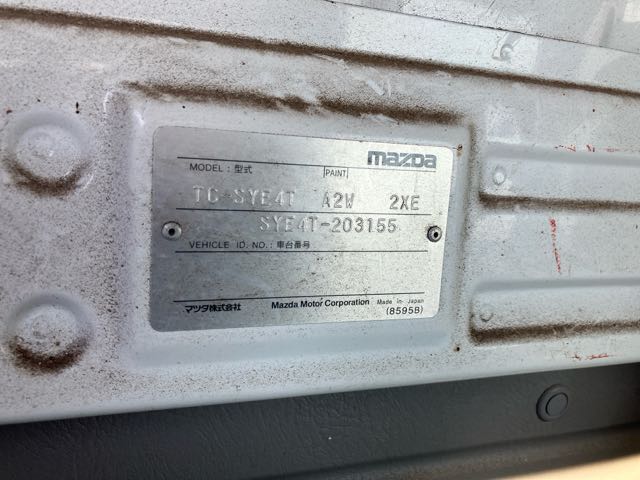 mazda
MODEL : 型式 PAINT
TC-SYE4T A2W 2XE
SYE4T-203155
VEHICLE ID. NO.: 車台番号
マツダ株式会社 Mazda Motor Corporation Made in Japan
(8595B)